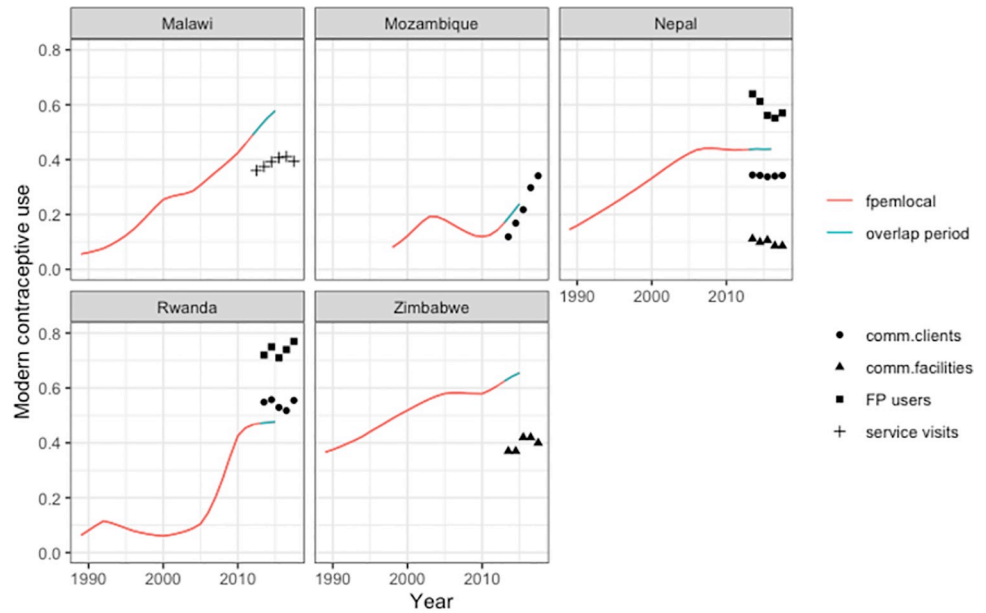 Malawi
Mozambique
Nepal
0.8
0.6
0.4
0.2
0.0
1990 2000 2010
Rwanda
Zimbabwe
0.8
0.6
0.4
0.2
0.0
1990 2000 2010
1990 2000 2010
Year
Modern contraceptive use
fpemlocal
overlap period
comm.clients
comm.facilities
FP users
service visits